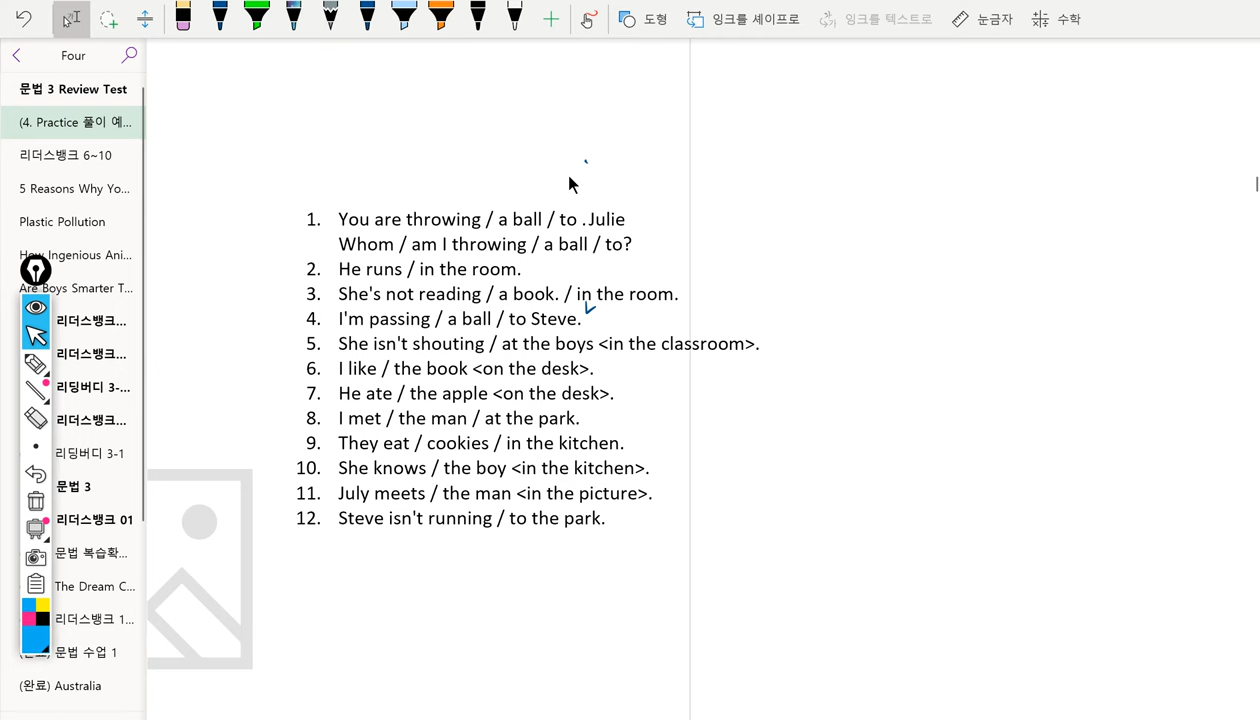 도형
잉크를 셰이프로
잉크를 텍스트로
눈금자
수학
Four
문법 3 Review Test
(4. Practice 풀이 예...
리더스뱅크 6~10
5 Reasons Why Yo...
Plastic Pollution
How Ingenious Ani...
Are Boys Smarter T...
리더스뱅크...
리더스뱅크...
리딩버디 3-...
리더스뱅크...
리딩버디 3-1
문법 3
리더스뱅크 01
문법 복습확...
The Dream C...
리더스뱅크 1...
문법 수업 1
(완료) Australia
1. You are throwing / a ball / to .Julie
Whom / am I throwing / a ball / to?
2. He runs / in the room.
3. She's not reading / a book. / in the room.
4. I'm passing / a ball / to Steve.
5. She isn't shouting / at the boys <in the classroom>.
6. I like / the book <on the desk>.
7. He ate / the apple <on the desk>.
8. I met / the man / at the park.
9. They eat / cookies / in the kitchen.
10. She knows / the boy <in the kitchen>.
11. July meets / the man <in the picture>.
12. Steve isn't running / to the park.